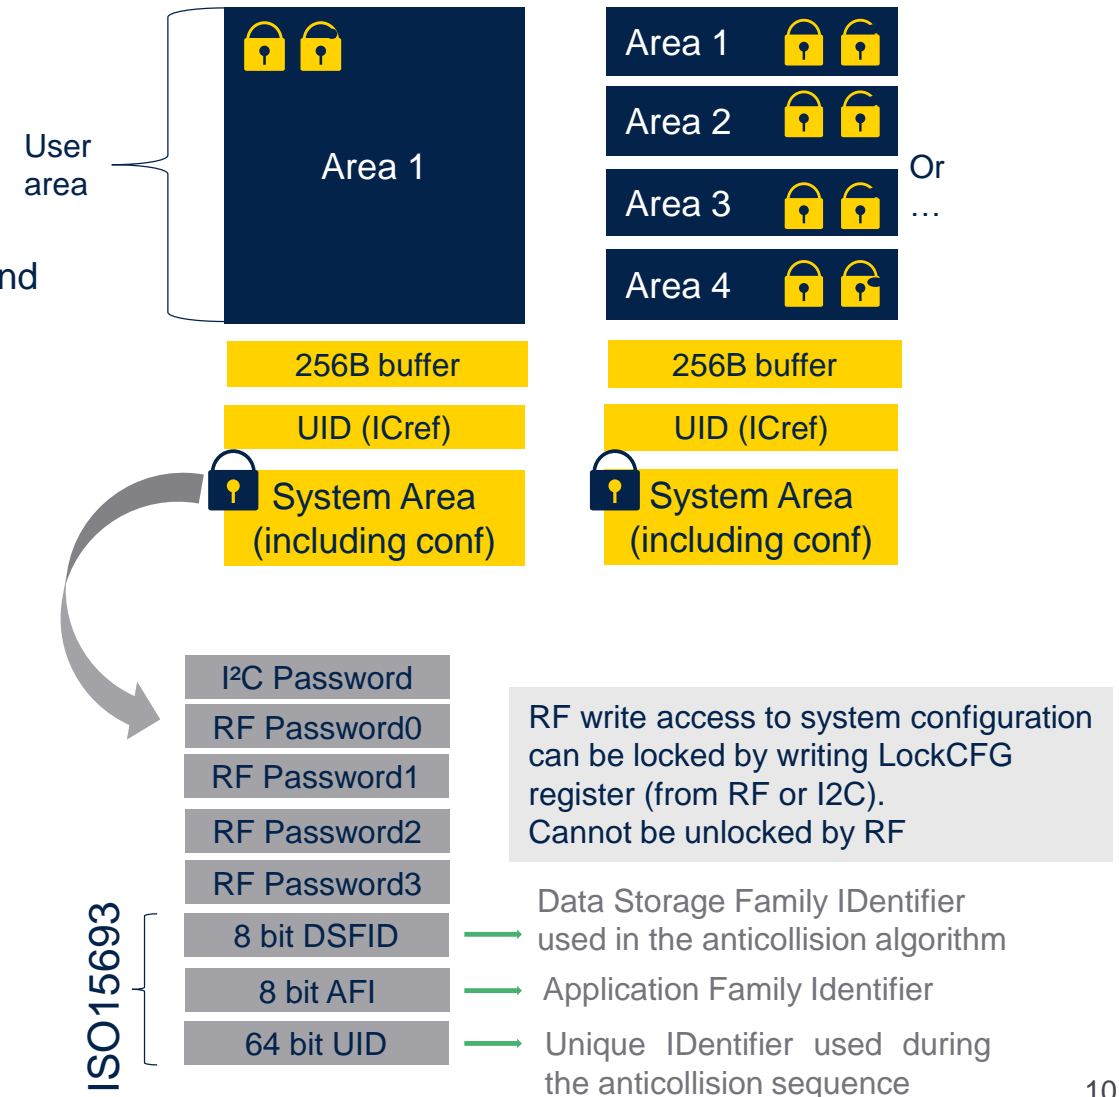 User
area
nd
Area 1
Area 1
Area 2
Area 3
Area 4
Or
…
256B buffer
UID (ICref)
System Area
(including conf)
256B buffer
UID (ICref)
System Area
(including conf)
I²C Password
RF Password0
RF Password1
RF Password2
RF Password3
8 bit DSFID
8 bit AFI
64 bit UID
ISO15693
RF write access to system configuration
can be locked by writing LockCFG
register (from RF or I2C).
Cannot be unlocked by RF
Data Storage Family IDentifier
used in the anticollision algorithm
Application Family Identifier
Unique IDentifier used during
the anticollision sequence
10